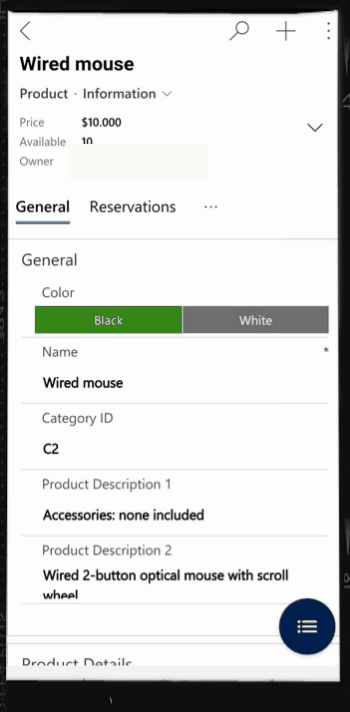 Wired mouse
Product · Information
Price $10.000
Available 10
Owner
General Reservations ...
General
Color
Black White
Name *
Wired mouse
Category ID
C2
Product Description 1
Accessories: none included
Product Description 2
Wired 2-button optical mouse with scroll
wheel
Product Details